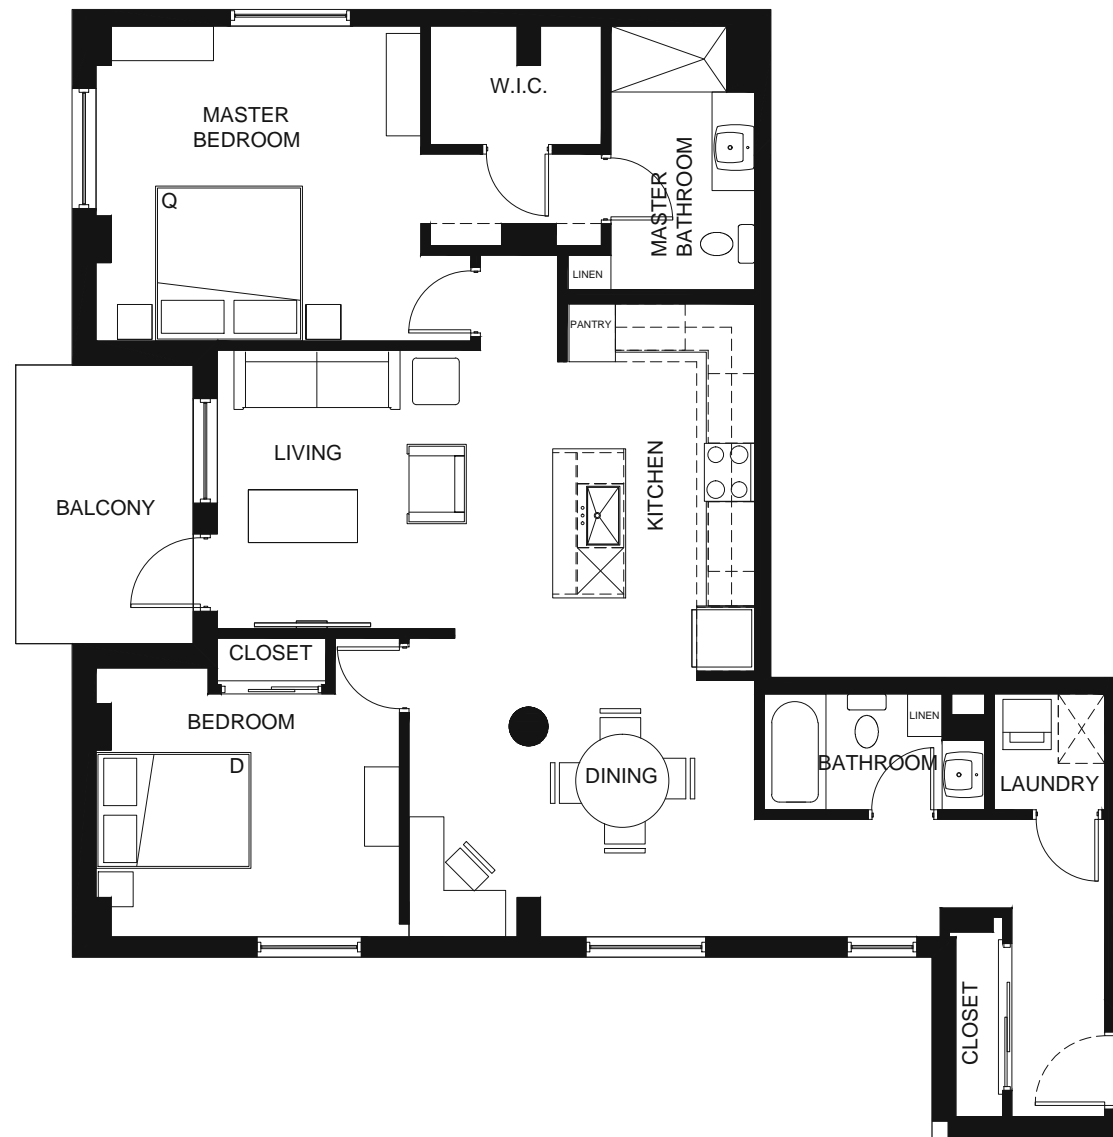 W.I.C.
MASTER
BEDROOM
MASTER
BATHROOM
Q
LINEN
PANTRY
LIVING
KITCHEN
BALCONY
CLOSET
BEDROOM
LINEN
D
DINING
BATHROOM
LAUNDRY
CLOSET